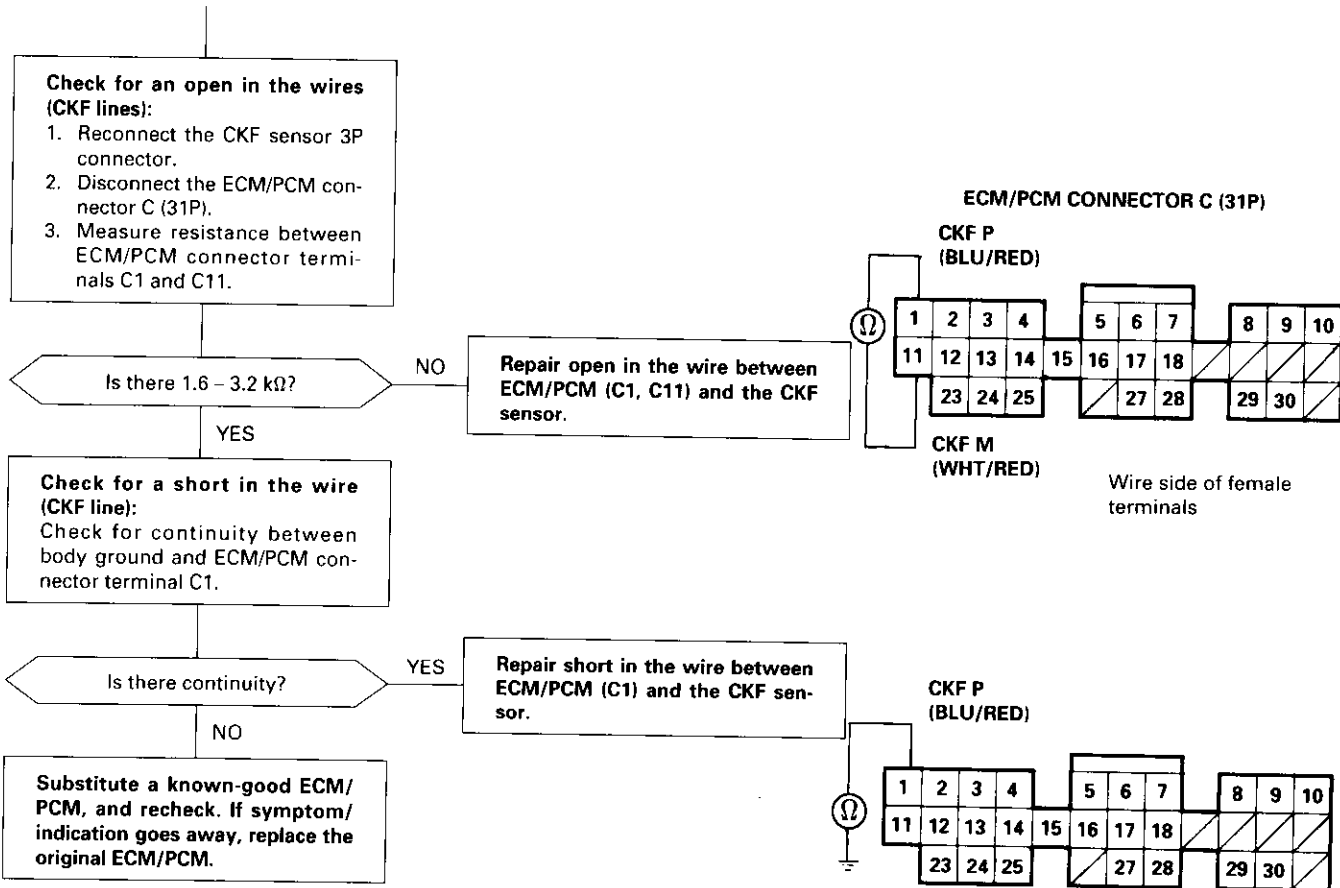 Check for an open in the wires
(CKF lines):
1. Reconnect the CKF sensor 3P
connector.
2. Disconnect the ECM/PCM con-
nector C (31P).
3. Measure resistance between
ECM/PCM connector termi-
nals C1 and C11.
Is there 1.6 – 3.2 kΩ?
NO
Repair open in the wire between
ECM/PCM (C1, C11) and the CKF
sensor.
YES
Check for a short in the wire
(CKF line):
Check for continuity between
body ground and ECM/PCM con-
nector terminal C1.
Is there continuity?
YES
Repair short in the wire between
ECM/PCM (C1) and the CKF sen-
sor.
NO
Substitute a known-good ECM/
PCM, and recheck. If symptom/
indication goes away, replace the
original ECM/PCM.
ECM/PCM CONNECTOR C (31P)
CKF P
(BLU/RED)
Ω
1 2 3 4 5 6 7 8 9 10
11 12 13 14 15 16 17 18
23 24 25 27 28 29 30
CKF M
(WHT/RED)
Wire side of female
terminals
CKF P
(BLU/RED)
Ω
1 2 3 4 5 6 7 8 9 10
11 12 13 14 15 16 17 18
23 24 25 27 28 29 30